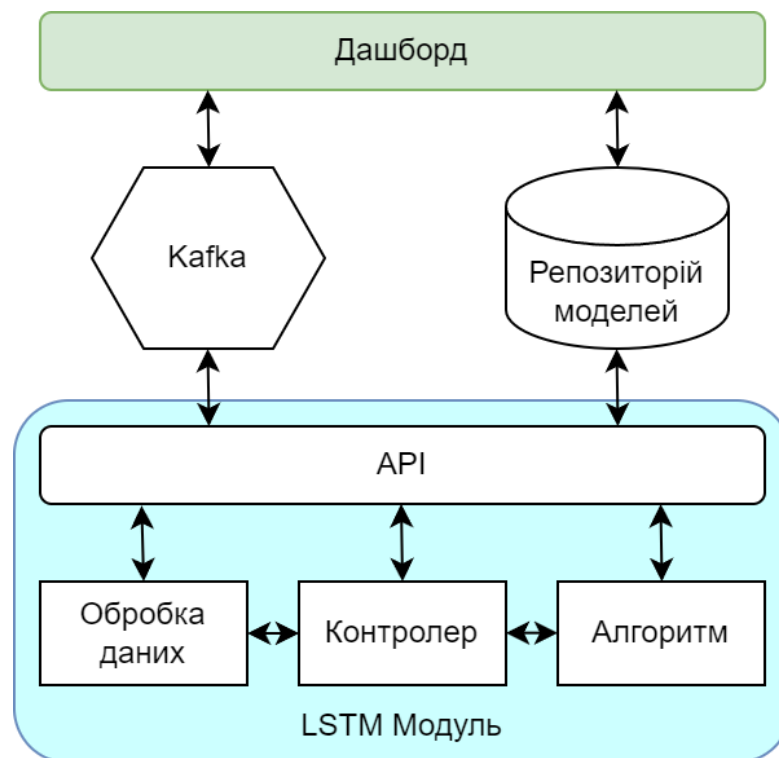 Дашборд
Kafka
Репозиторій
моделей
API
Обробка
даних
Контролер
Алгоритм
LSTM Модуль